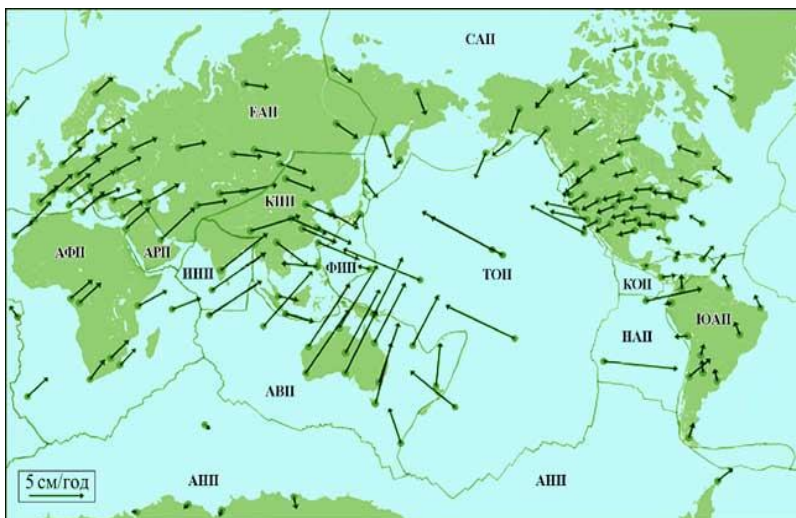 САП
ЕАП
КИП
АФП
АРП
ИНП
ФИП
ТОП
КОП
НАП
ЮАП
АВП
5 см/год
АНП
АНП